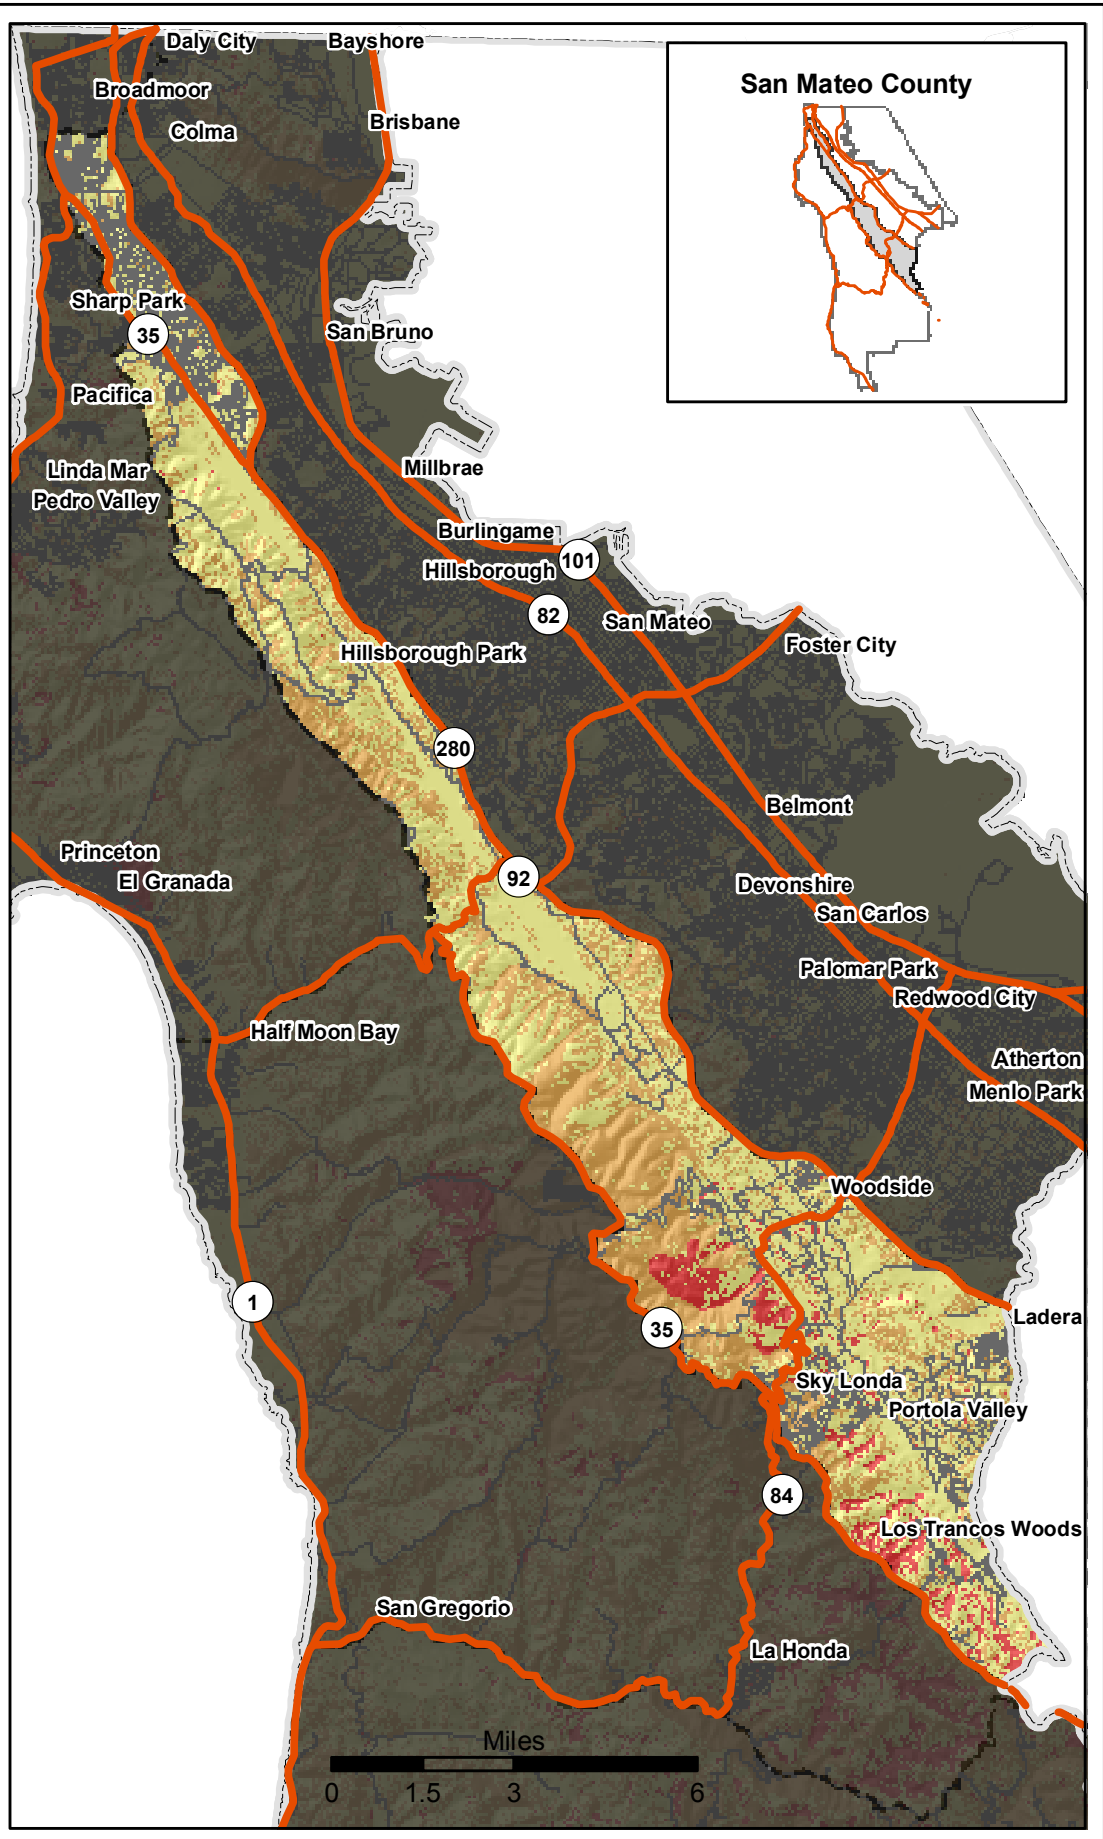 Daly City
Bayshore
San Mateo County
Broadmoor
Brisbane
Colma
Sharp Park
35
San Bruno
Pacifica
Linda Mar
Millbrae
Pedro Valley
Burlingame
101
Hillsborough
82
San Mateo
Foster City
Hillsborough Park
280
Belmont
Princeton
El Granada
92
Devonshire
San Carlos
Palomar Park
Redwood City
Half Moon Bay
Atherton
Menlo Park
Woodside
1
Ladera
35
Sky Londa
Portola Valley
84
Los Trancos Woods
San Gregorio
La Honda
Miles
0 1.5 3 6